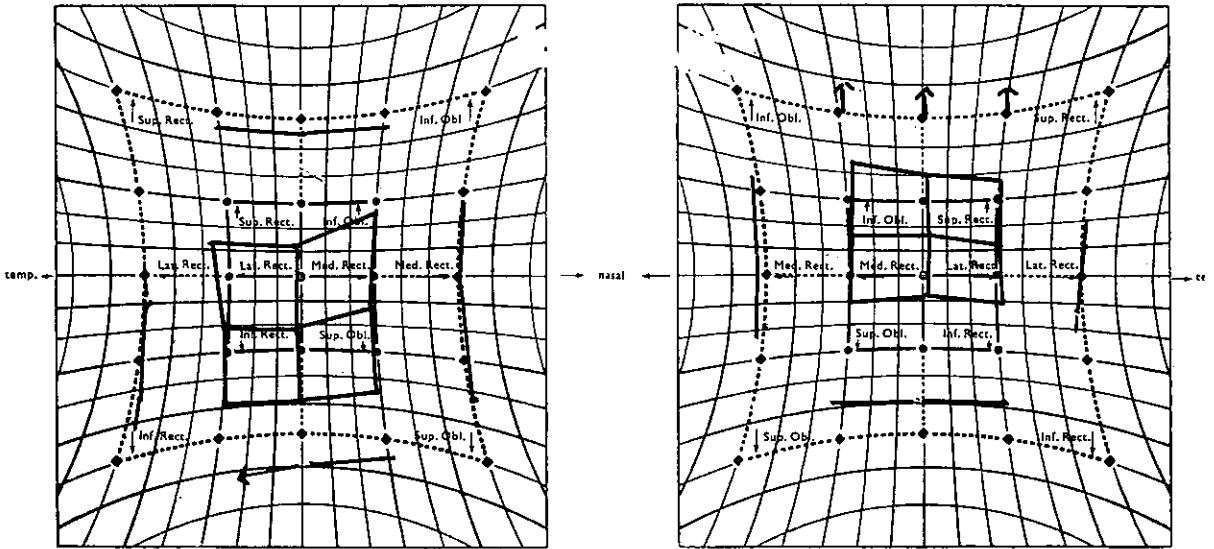 Sup. Rect. Inf. Obl
Sup. Rect. Inf. Obl.
temp. Lat. Rect. Lat. Rect. Med. Rect. Med. Rect.
Inf. Rect. Sup. Obl.
Inf. Rect. Sup. Obl.
nasal
Inf. Obl. Sup. Rect.
Inf. Obl. Sup. Rect.
Med. Rect. Med. Rect. Lat. Rect. Lat. Rect. te
Sup. Obl. Inf. Rect.
Sup. Obl. Inf. Rect.